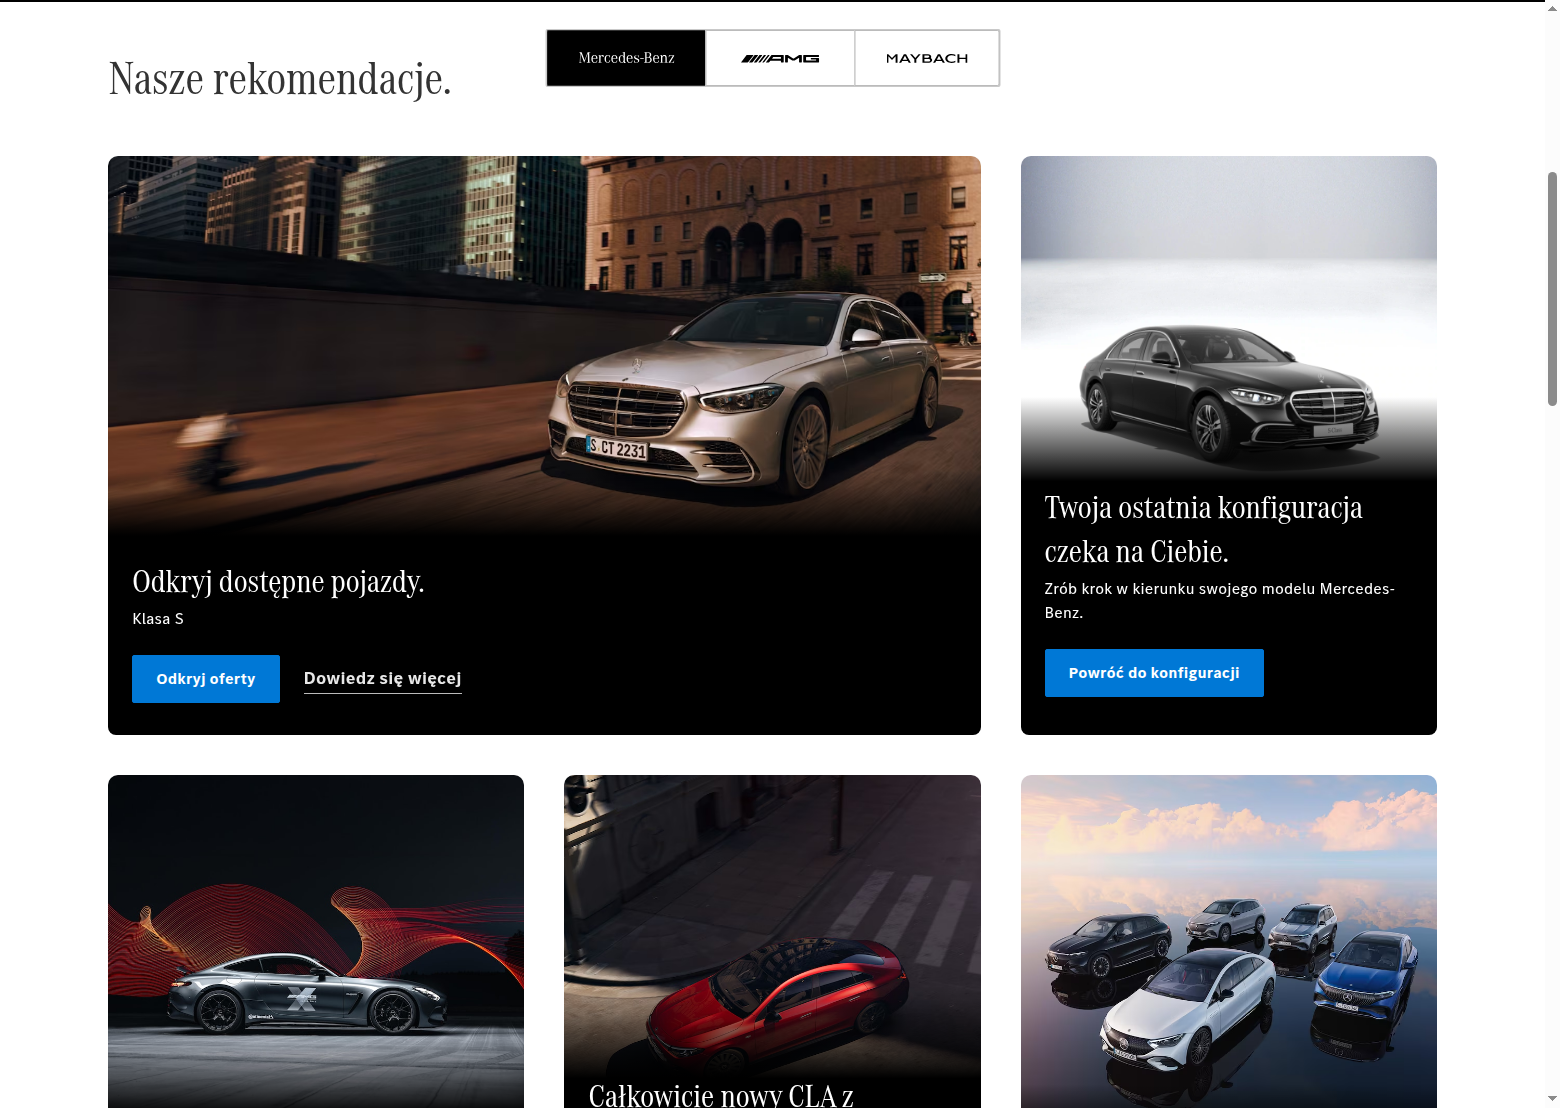 Nasze rekomendacje.
Mercedes-Benz
AMG
MAYBACH
S CT 2231
Odkryj dostępne pojazdy.
Klasa S
Odkryj oferty
Dowiedz się więcej
Twoja ostatnia konfiguracja
czeka na Ciebie.
Zrób krok w kierunku swojego modelu Mercedes-
Benz.
Powróć do konfiguracji
Całkowicie nowy CLA z